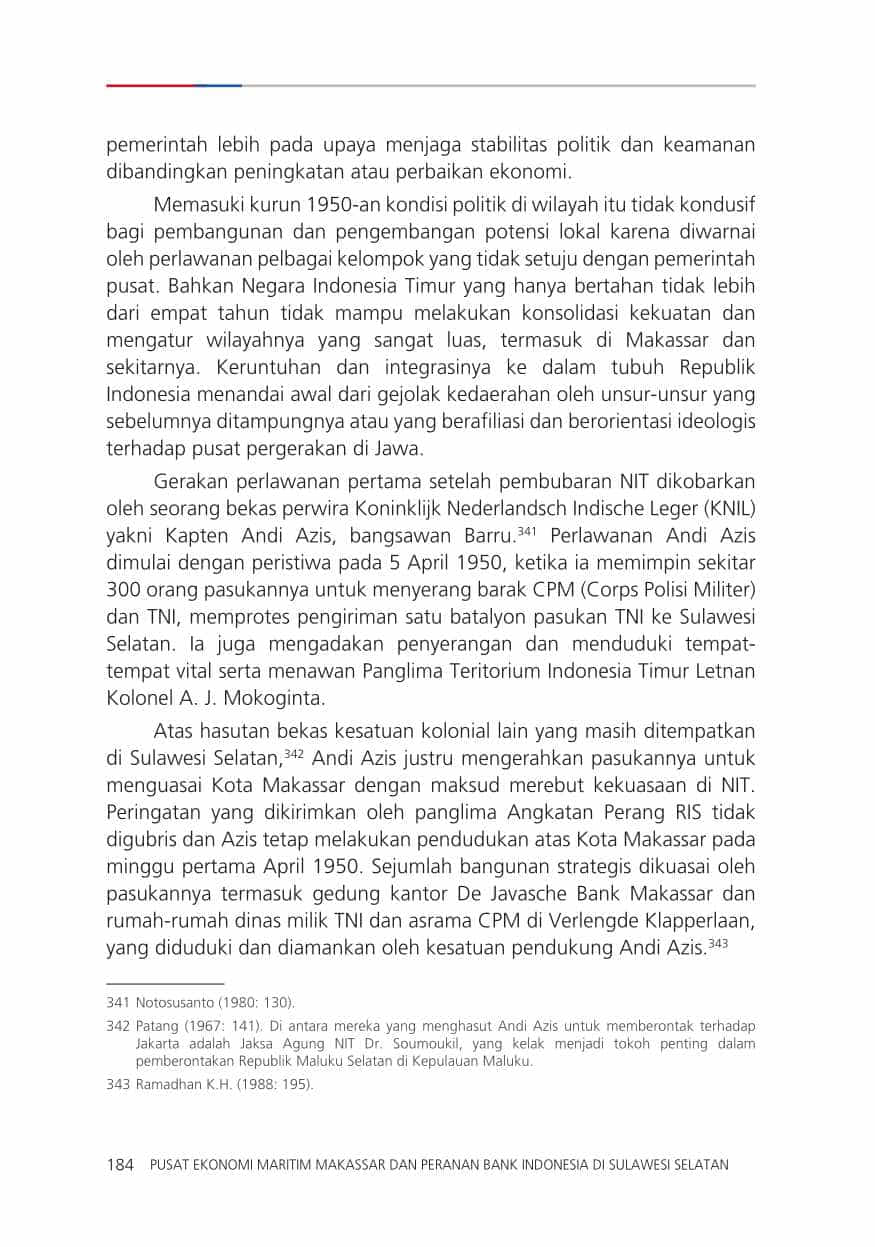 pemerintah lebih pada upaya menjaga stabilitas politik dan keamanan
dibandingkan peningkatan atau perbaikan ekonomi.
Memasuki kurun 1950-an kondisi politik di wilayah itu tidak kondusif
bagi pembangunan dan pengembangan potensi lokal karena diwarnai
oleh perlawanan pelbagai kelompok yang tidak setuju dengan pemerintah
pusat. Bahkan Negara Indonesia Timur yang hanya bertahan tidak lebih
dari empat tahun tidak mampu melakukan konsolidasi kekuatan dan
mengatur wilayahnya yang sangat luas, termasuk di Makassar dan
sekitarnya. Keruntuhan dan integrasinya ke dalam tubuh Republik
Indonesia menandai awal dari gejolak kedaerahan oleh unsur-unsur yang
sebelumnya ditampungnya atau yang berafiliasi dan berorientasi ideologis
terhadap pusat pergerakan di Jawa.
Gerakan perlawanan pertama setelah pembubaran NIT dikobarkan
oleh seorang bekas perwira Koninklijk Nederlandsch Indische Leger (KNIL)
yakni Kapten Andi Azis, bangsawan Barru.341 Perlawanan Andi Azis
dimulai dengan peristiwa pada 5 April 1950, ketika ia memimpin sekitar
300 orang pasukannya untuk menyerang barak CPM (Corps Polisi Militer)
dan TNI, memprotes pengiriman satu batalyon pasukan TNI ke Sulawesi
Selatan. Ia juga mengadakan penyerangan dan menduduki tempat-
tempat vital serta menawan Panglima Teritorium Indonesia Timur Letnan
Kolonel A. J. Mokoginta.
Atas hasutan bekas kesatuan kolonial lain yang masih ditempatkan
di Sulawesi Selatan,342 Andi Azis justru mengerahkan pasukannya untuk
menguasai Kota Makassar dengan maksud merebut kekuasaan di NIT.
Peringatan yang dikirimkan oleh panglima Angkatan Perang RIS tidak
digubris dan Azis tetap melakukan pendudukan atas Kota Makassar pada
minggu pertama April 1950. Sejumlah bangunan strategis dikuasai oleh
pasukannya termasuk gedung kantor De Javasche Bank Makassar dan
rumah-rumah dinas milik TNI dan asrama CPM di Verlengde Klapperlaan,
yang diduduki dan diamankan oleh kesatuan pendukung Andi Azis.343
341 Notosusanto (1980: 130).
342 Patang (1967: 141). Di antara mereka yang menghasut Andi Azis untuk memberontak terhadap
Jakarta adalah Jaksa Agung NIT Dr. Soumoukil, yang kelak menjadi tokoh penting dalam
pemberontakan Republik Maluku Selatan di Kepulauan Maluku.
343 Ramadhan K.H. (1988: 195).
184 PUSAT EKONOMI MARITIM MAKASSAR DAN PERANAN BANK INDONESIA DI SULAWESI SELATAN